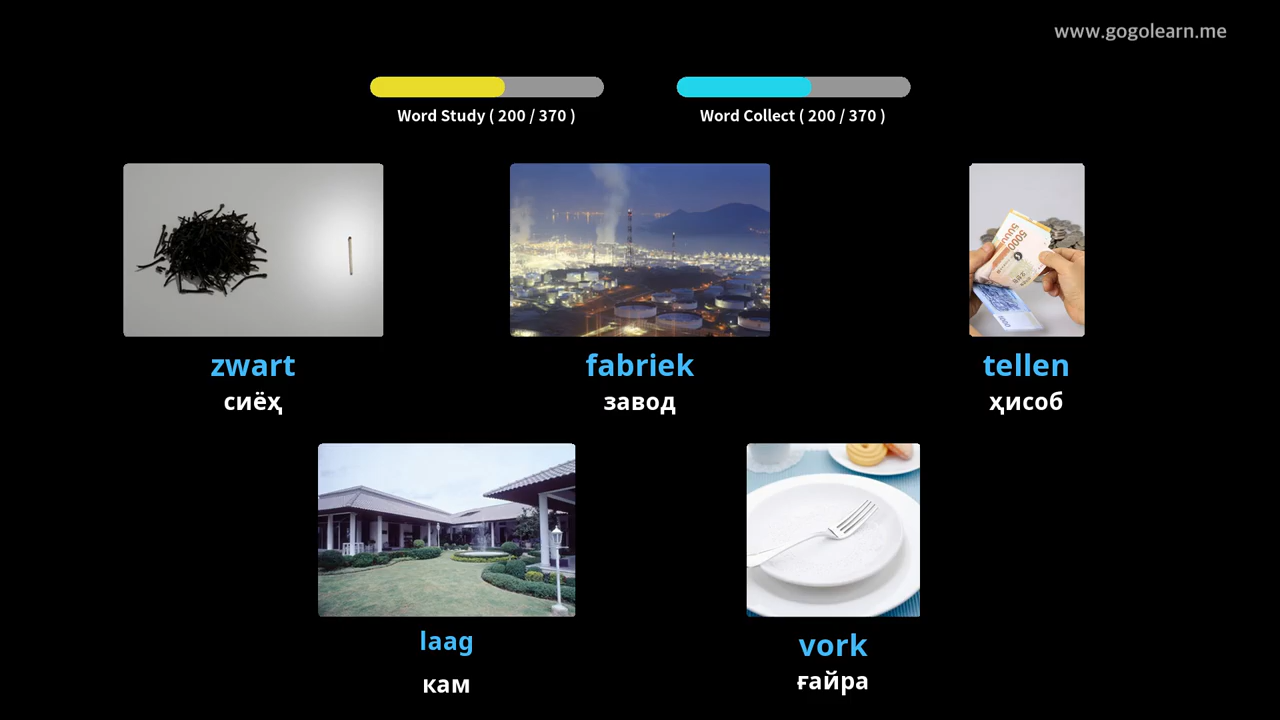 www.gogolearn.me
Word Study ( 200 / 370 )
Word Collect ( 200 / 370 )
zwart
сиёҳ
fabriek
завод
tellen
ҳисоб
laag
кам
vork
ғайра